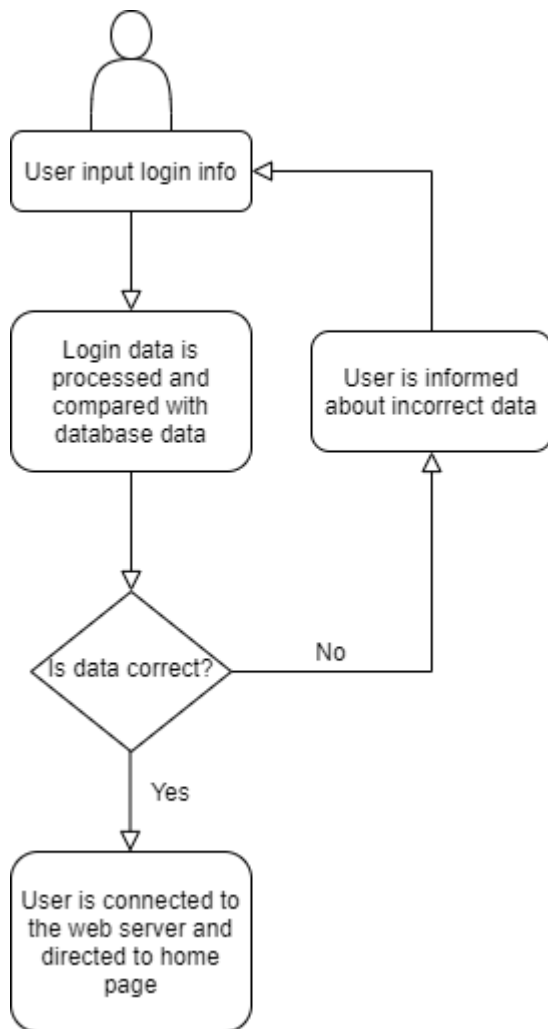 User input login info
Login data is
processed and
compared with
database data
User is informed
about incorrect data
Is data correct?
No
Yes
User is connected to
the web server and
directed to home
page